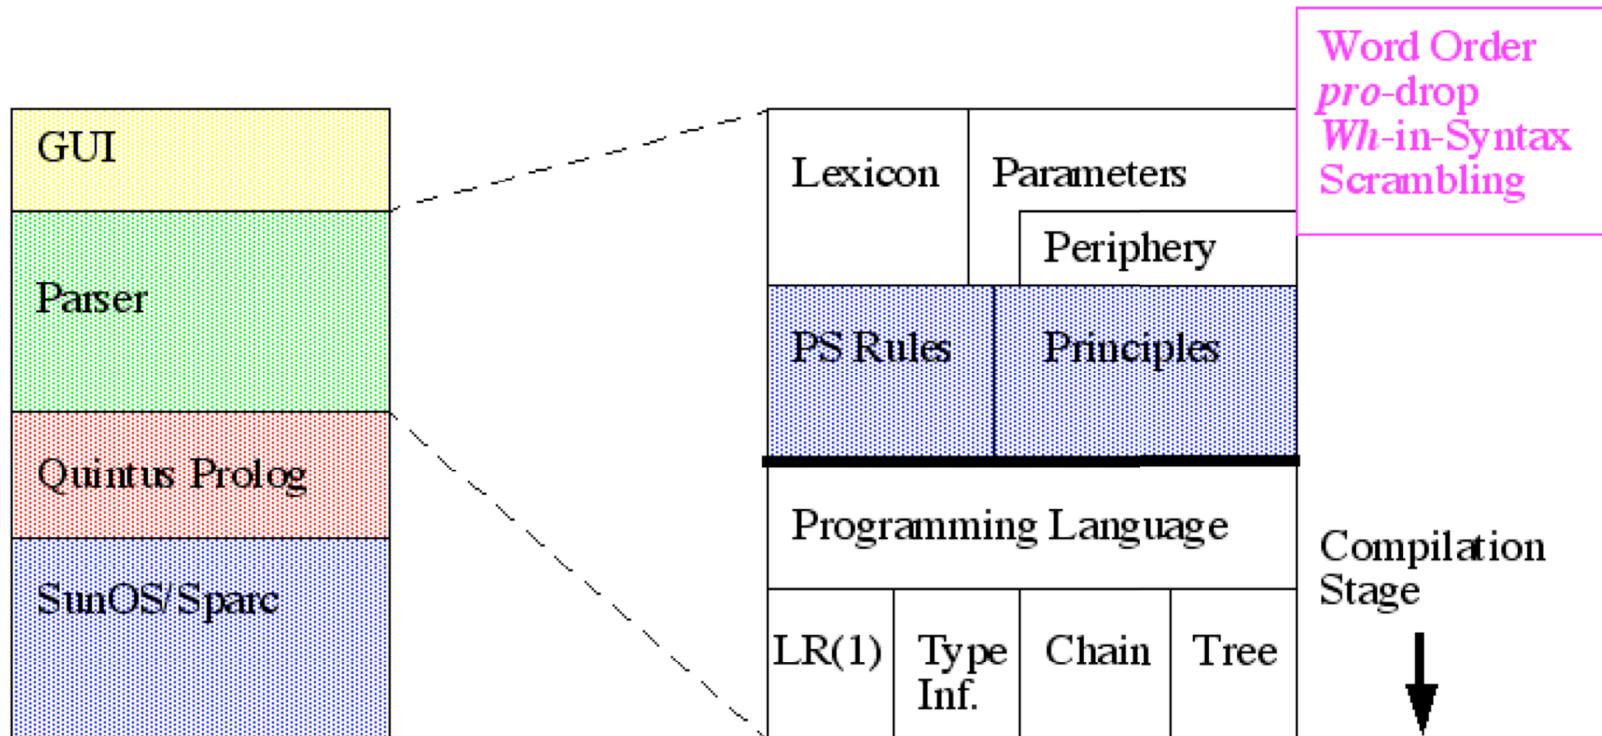 GUI
Parser
Quintus Prolog
SunOS/Sparc
Lexicon
Parameters
Periphery
PS Rules
Principles
Programming Language
LR(1)
Type
Inf.
Chain
Tree
Word Order
pro-drop
Wh-in-Syntax
Scrambling
Compilation
Stage